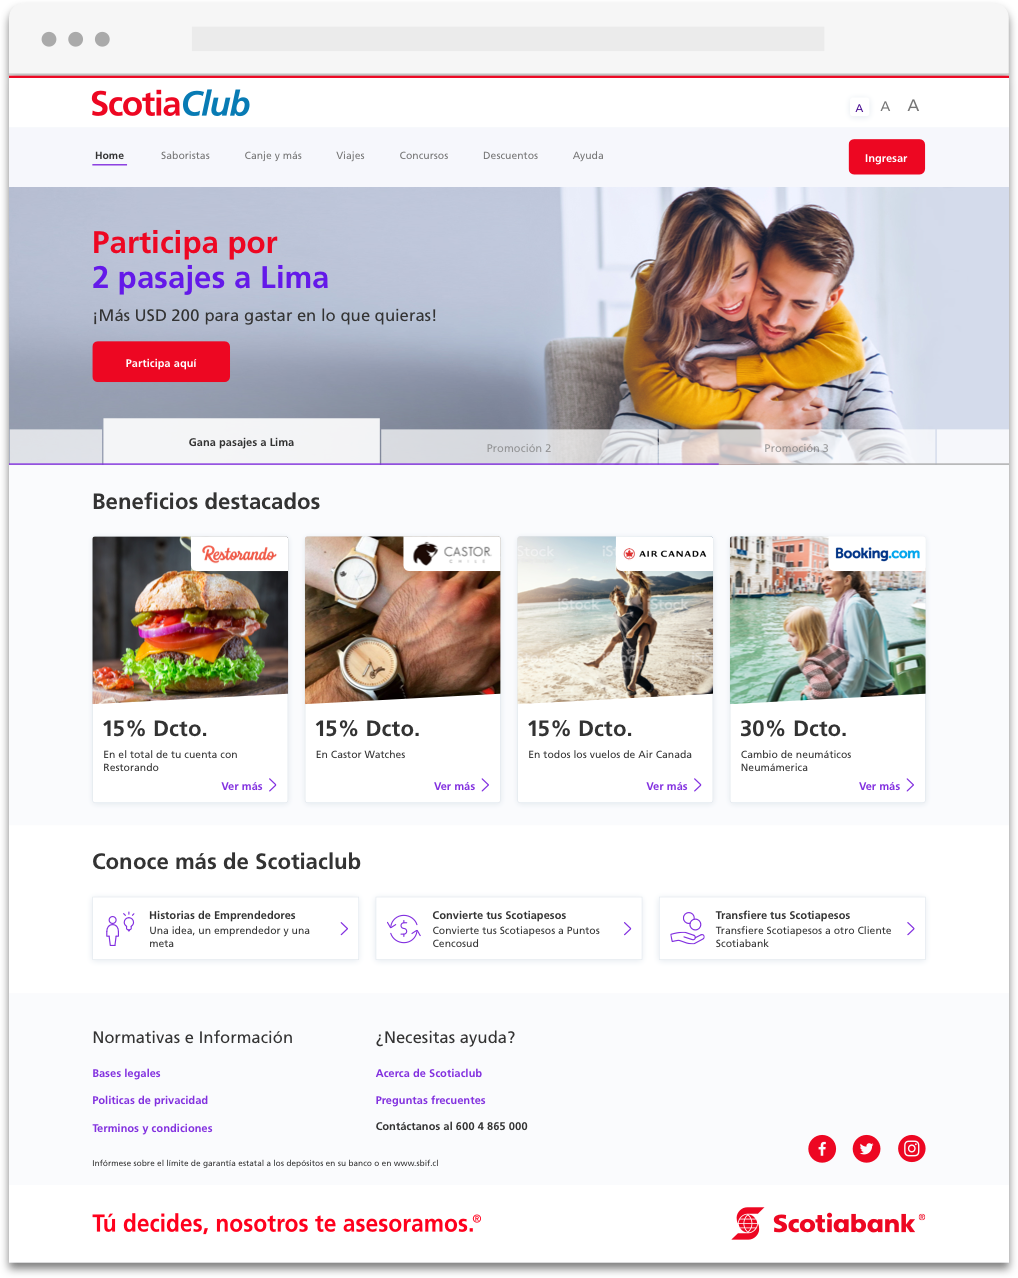 ScotiaClub
A A A
Home Saboristas Canje y más Viajes Concursos Descuentos Ayuda
Ingresar
Participa por
2 pasajes a Lima
¡Más USD 200 para gastar en lo que quieras!
Participa aquí
Gana pasajes a Lima
Promoción 2
Promoción 3
Beneficios destacados
Restorando
15% Dcto.
En el total de tu cuenta con
Restorando
Ver más
CASTOR
CHILE
15% Dcto.
En Castor Watches
Ver más
AIR CANADA
iStock
iStock
iStock
15% Dcto.
En todos los vuelos de Air Canada
Ver más
Booking.com
30% Dcto.
Cambio de neumáticos
Neumámerica
Ver más
Conoce más de Scotiaclub
Historias de Emprendedores
Una idea, un emprendedor y una
meta
Convierte tus Scotiapesos
Convierte tus Scotiapesos a Puntos
Cencosud
Transfiere tus Scotiapesos
Transfiere Scotiapesos a otro Cliente
Scotiabank
Normativas e Información
Bases legales
Politicas de privacidad
Terminos y condiciones
¿Necesitas ayuda?
Acerca de Scotiaclub
Preguntas frecuentes
Contáctanos al 600 4 865 000
Infórmese sobre el límite de garantía estatal a los depósitos en su banco o en www.sbif.cl
Tú decides, nosotros te asesoramos.®
Scotiabank®